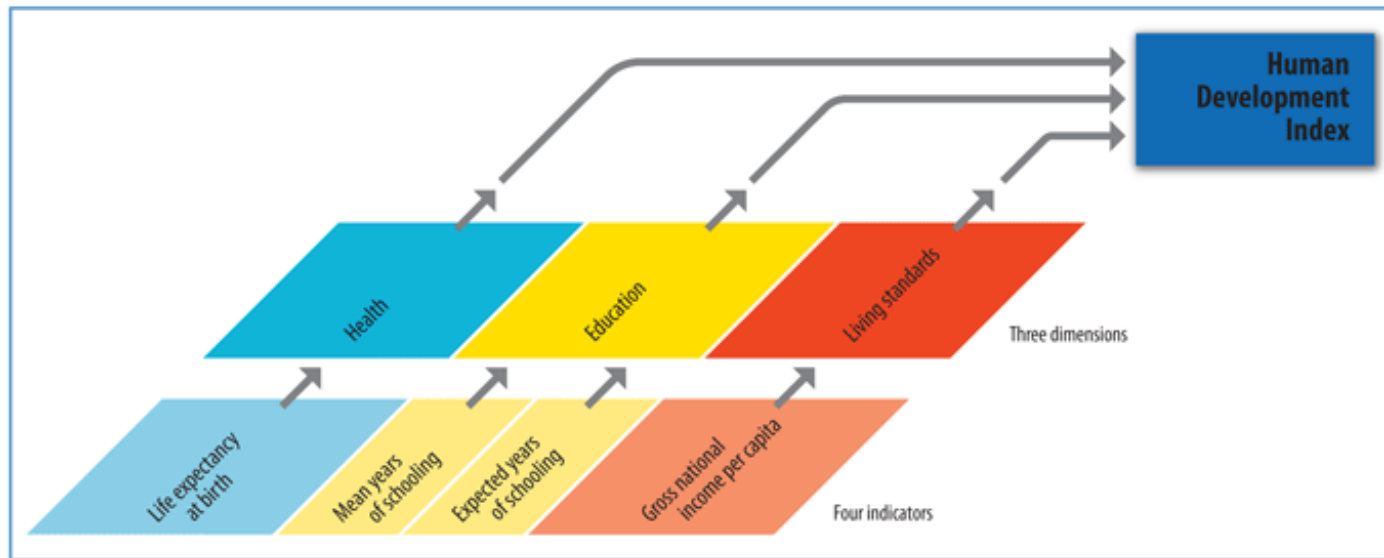 Human
Development
Index
Health
Education
Living standards
Three dimensions
Life expectancy
at birth
Mean years
of schooling
Expected years
of schooling
Gross national
income per capita
Four indicators